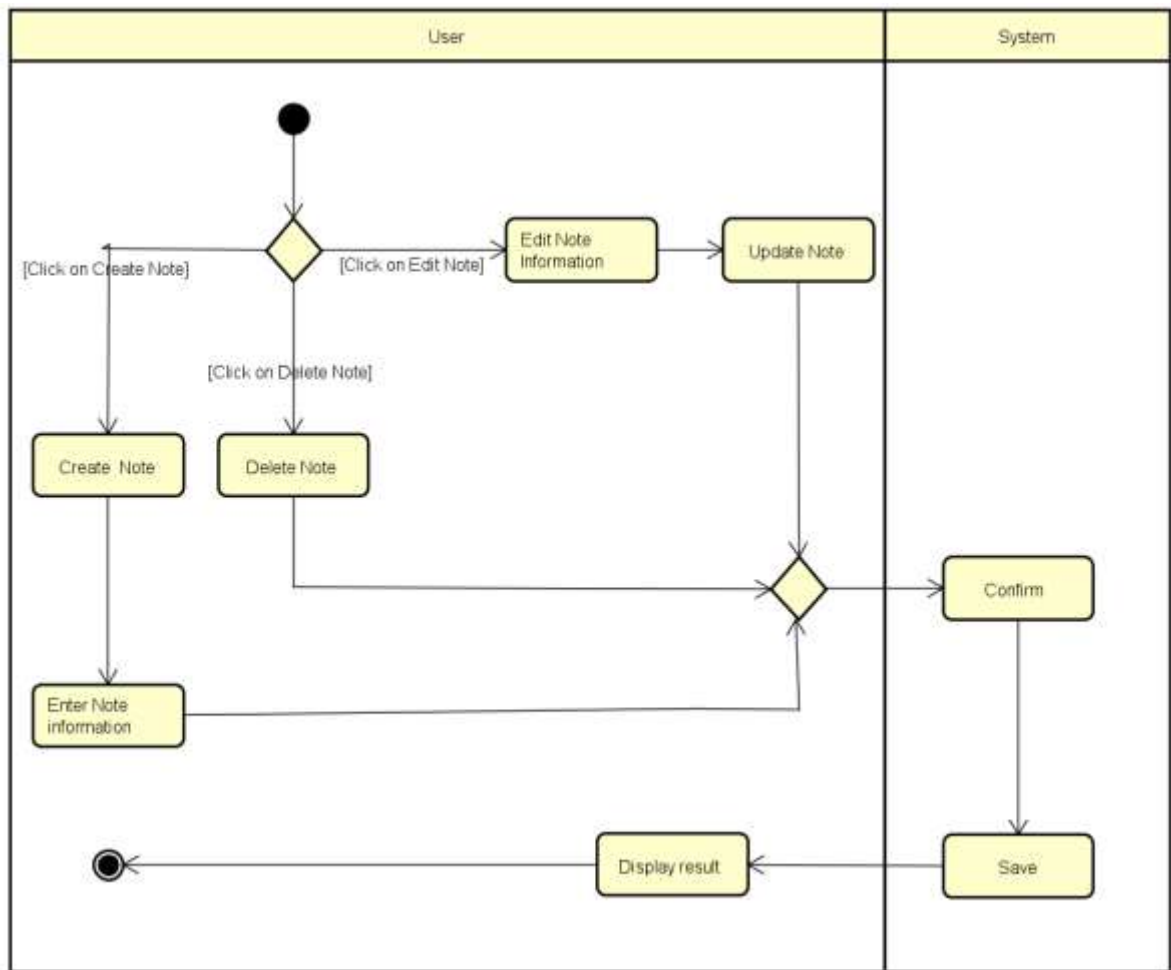 User
System
[Click on Create Note]
[Click on Edit Note]
Edit Note
Information
Update Note
[Click on Delete Note]
Create Note
Delete Note
Confirm
Enter Note
information
Display result
Save